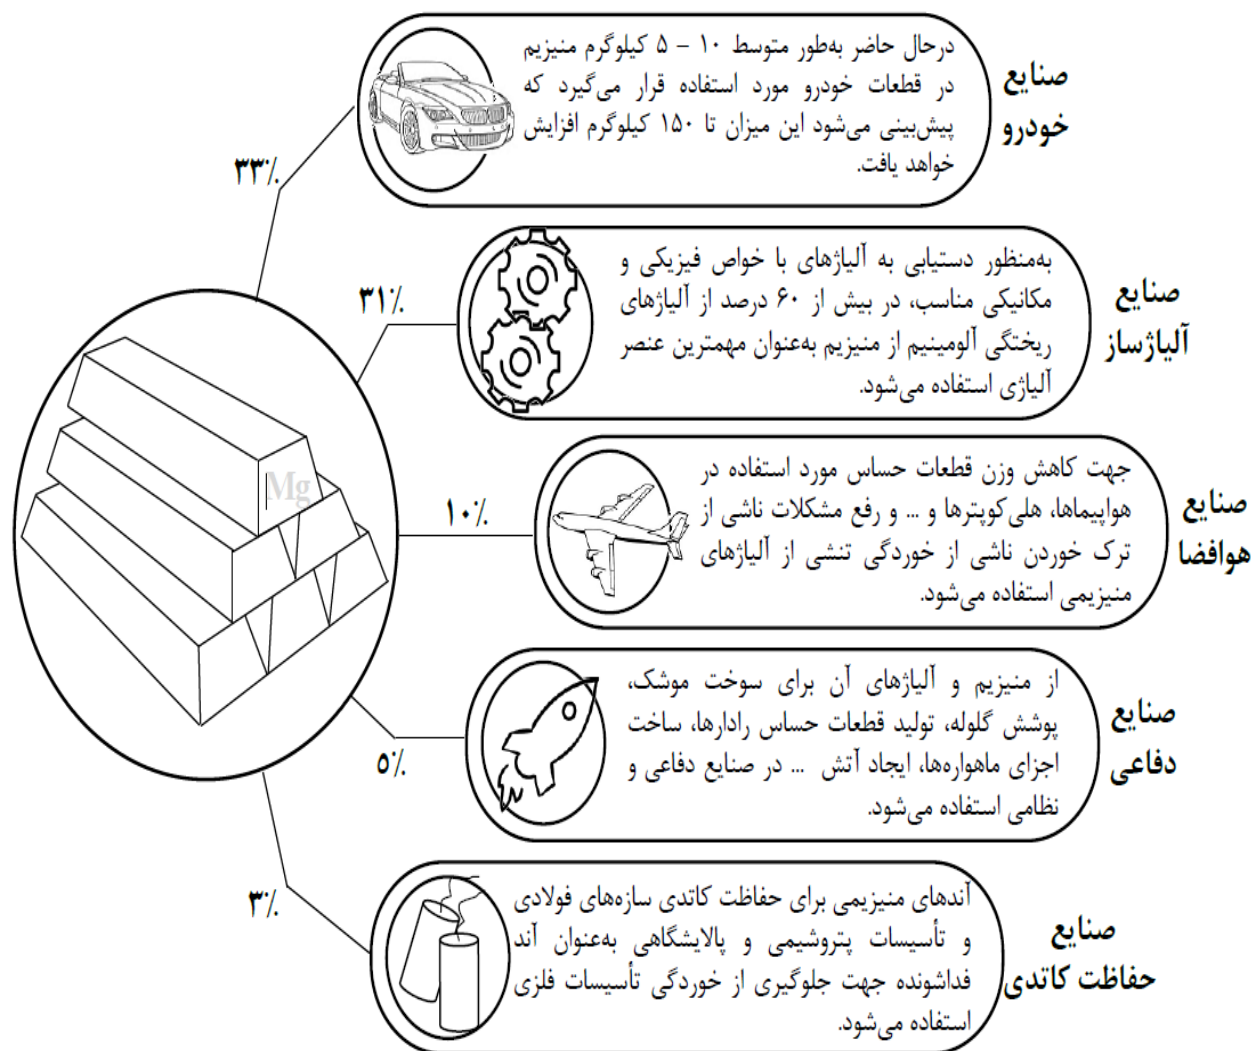 صنایع
خودرو
درحال حاضر به‌طور متوسط ۱۰ – ۵ کیلوگرم منیزیم
در قطعات خودرو مورد استفاده قرار می‌گیرد که
پیش‌بینی می‌شود این میزان تا ۱۵۰ کیلوگرم افزایش
خواهد یافت.
۳۳٪
صنایع
آلیاژساز
به‌منظور دستیابی به آلیاژهای با خواص فیزیکی و
مکانیکی مناسب، در بیش از ۶۰ درصد از آلیاژهای
ریختگی آلومینیم از منیزیم به‌عنوان مهمترین عنصر
آلیاژی استفاده می‌شود.
۳۱٪
Mg
صنایع
هوافضا
جهت کاهش وزن قطعات حساس مورد استفاده در
هواپیماها، هلی‌کوپترها و ... و رفع مشکلات ناشی از
ترک خوردن ناشی از خوردگی تنشی از آلیاژهای
منیزیمی استفاده می‌شود.
۱۰٪
صنایع
دفاعی
از منیزیم و آلیاژهای آن برای سوخت موشک،
پوشش گلوله، تولید قطعات حساس رادارها، ساخت
اجزای ماهواره‌ها، ایجاد آتش ... در صنایع دفاعی و
نظامی استفاده می‌شود.
۵٪
صنایع
حفاظت کاتدی
آندهای منیزیمی برای حفاظت کاتدی سازه‌های فولادی
و تأسیسات پتروشیمی و پالایشگاهی به‌عنوان آند
فداشونده جهت جلوگیری از خوردگی تأسیسات فلزی
استفاده می‌شود.
۳٪